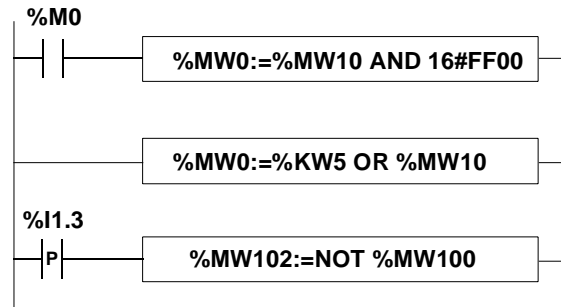 %M0
%MW0:=%MW10 AND 16#FF00
%MW0:=%KW5 OR %MW10
%I1.3
P
%MW102:=NOT %MW100